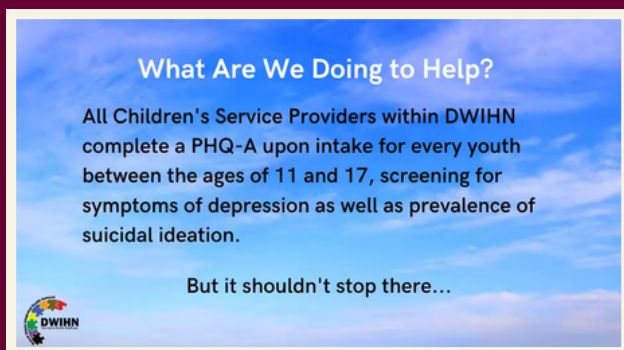 What Are We Doing to Help?
All Children's Service Providers within DWIHN
complete a PHQ-A upon intake for every youth
between the ages of 11 and 17, screening for
symptoms of depression as well as prevalence of
suicidal ideation.
But it shouldn't stop there...
DWIHN